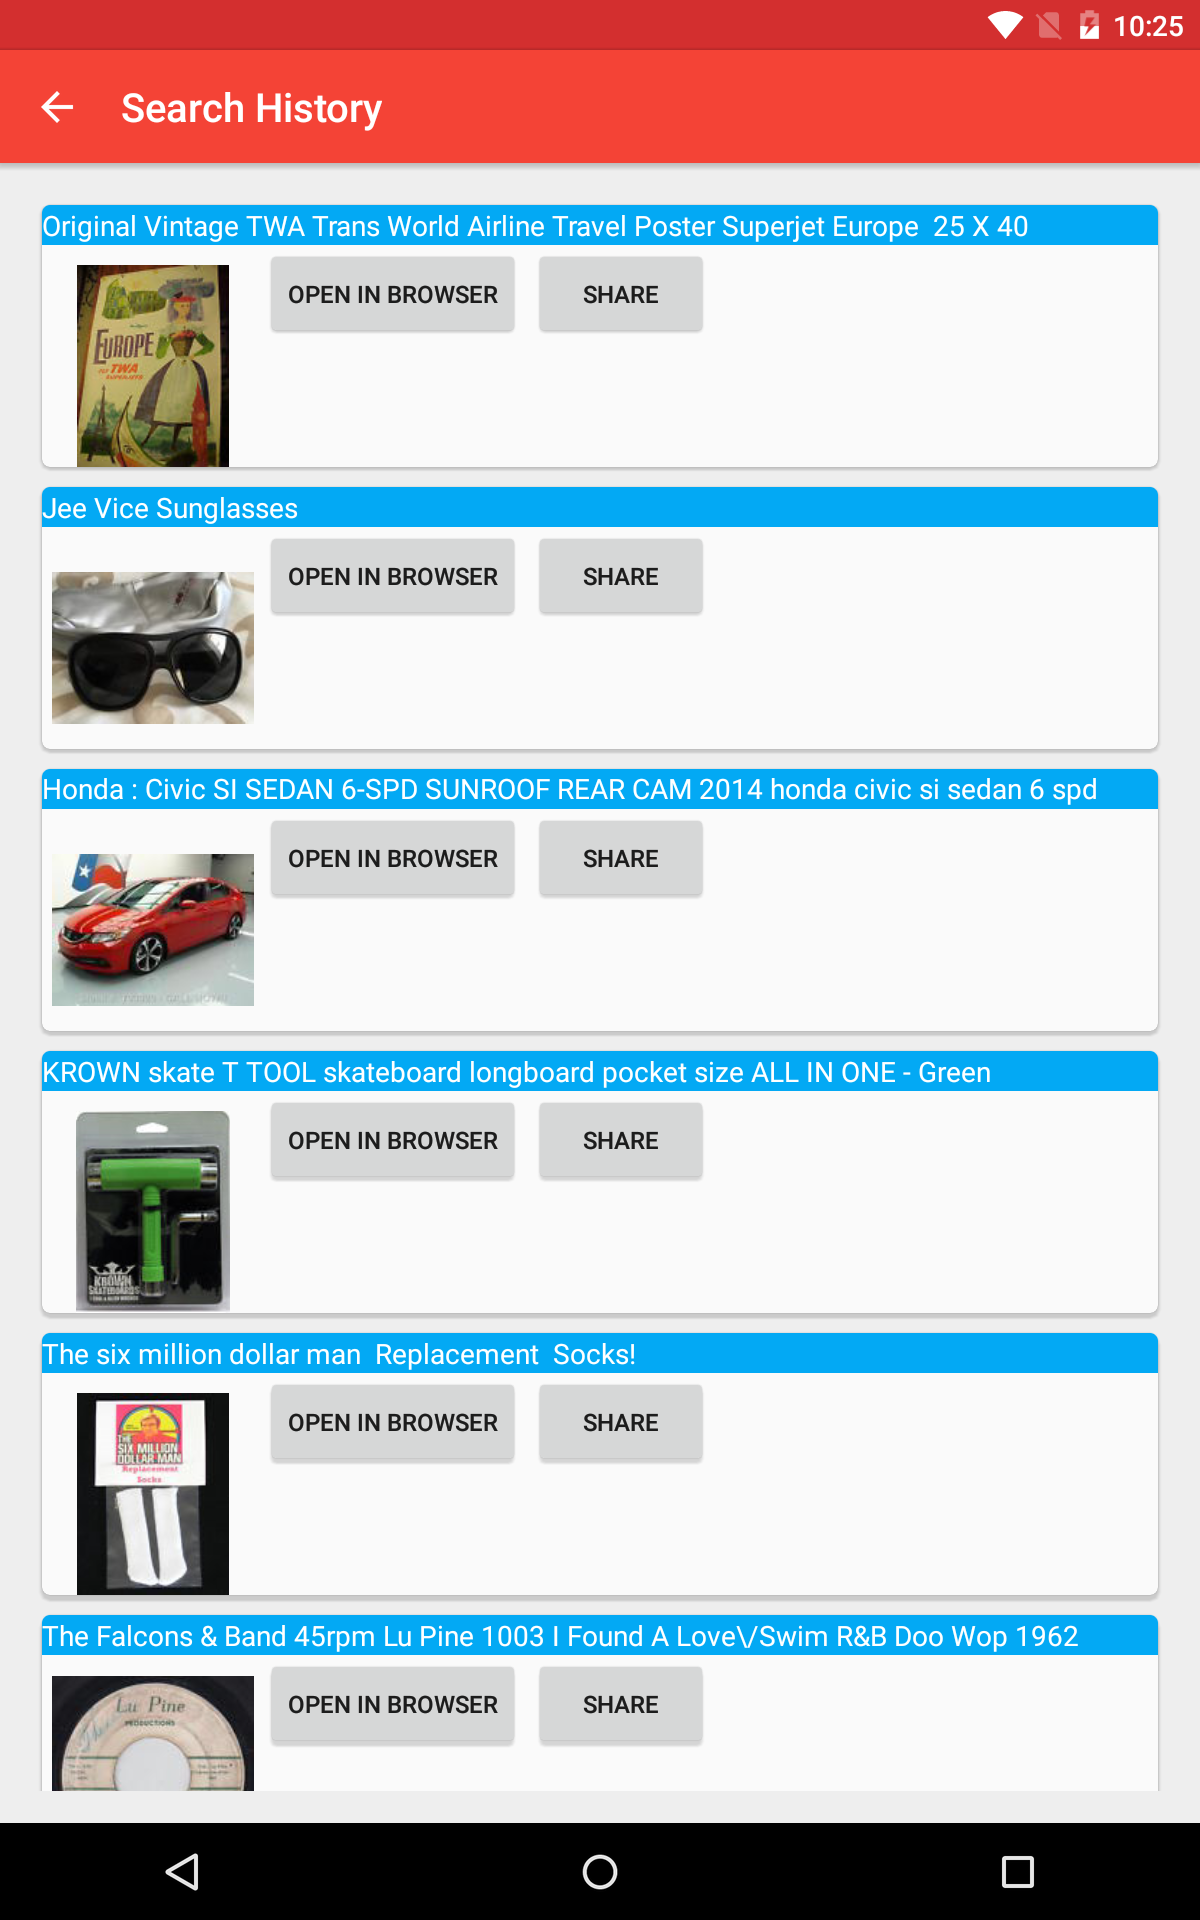 10:25
Search History
Original Vintage TWA Trans World Airline Travel Poster Superjet Europe  25 X 40
EUROPE
FLY TWA
SUPERJETS
OPEN IN BROWSER
SHARE
Jee Vice Sunglasses
OPEN IN BROWSER
SHARE
Honda : Civic SI SEDAN 6-SPD SUNROOF REAR CAM 2014 honda civic si sedan 6 spd
OPEN IN BROWSER
SHARE
KROWN skate T TOOL skateboard longboard pocket size ALL IN ONE - Green
KROWN
SKATEBOARDS
OPEN IN BROWSER
SHARE
The six million dollar man  Replacement  Socks!
THE
SIX MILLION
DOLLAR MAN
Replacement
Socks
OPEN IN BROWSER
SHARE
The Falcons & Band 45rpm Lu Pine 1003 I Found A Love\/Swim R&B Doo Wop 1962
Lu Pine
PRODUCTIONS
OPEN IN BROWSER
SHARE